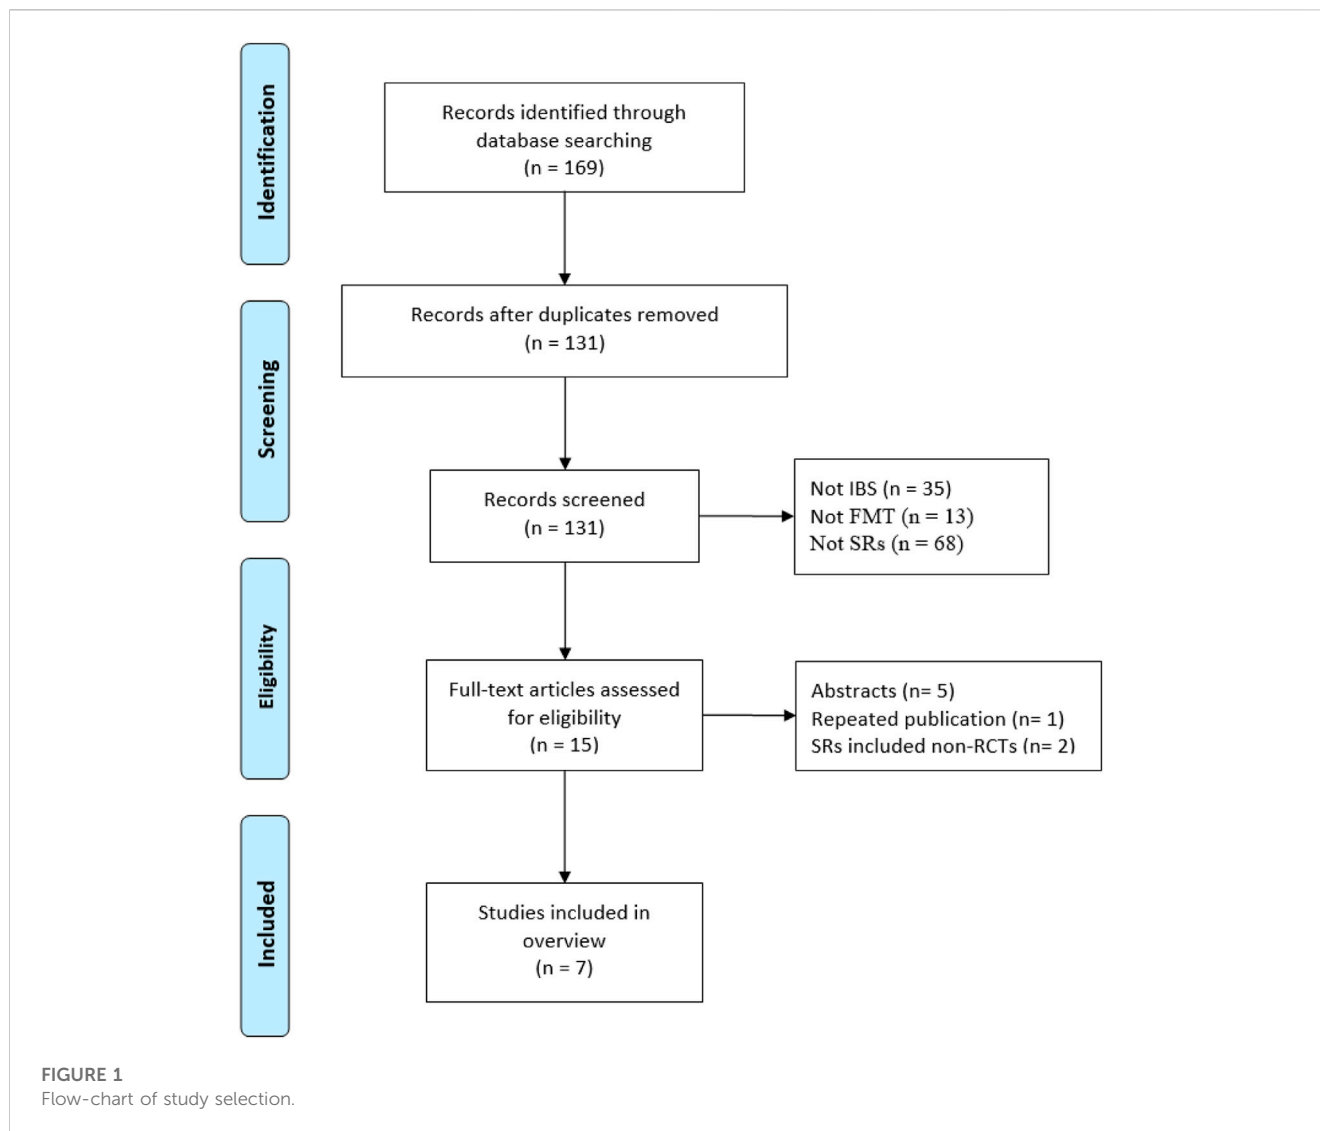 Identification
Records identified through
database searching
(n = 169)
Records after duplicates removed
(n = 131)
Screening
Records screened
(n = 131)
Not IBS (n = 35)
Not FMT (n = 13)
Not SRs (n = 68)
Eligibility
Full-text articles assessed
for eligibility
(n = 15)
Abstracts (n= 5)
Repeated publication (n= 1)
SRs included non-RCTs (n= 2)
Included
Studies included in
overview
(n = 7)
FIGURE 1
Flow-chart of study selection.